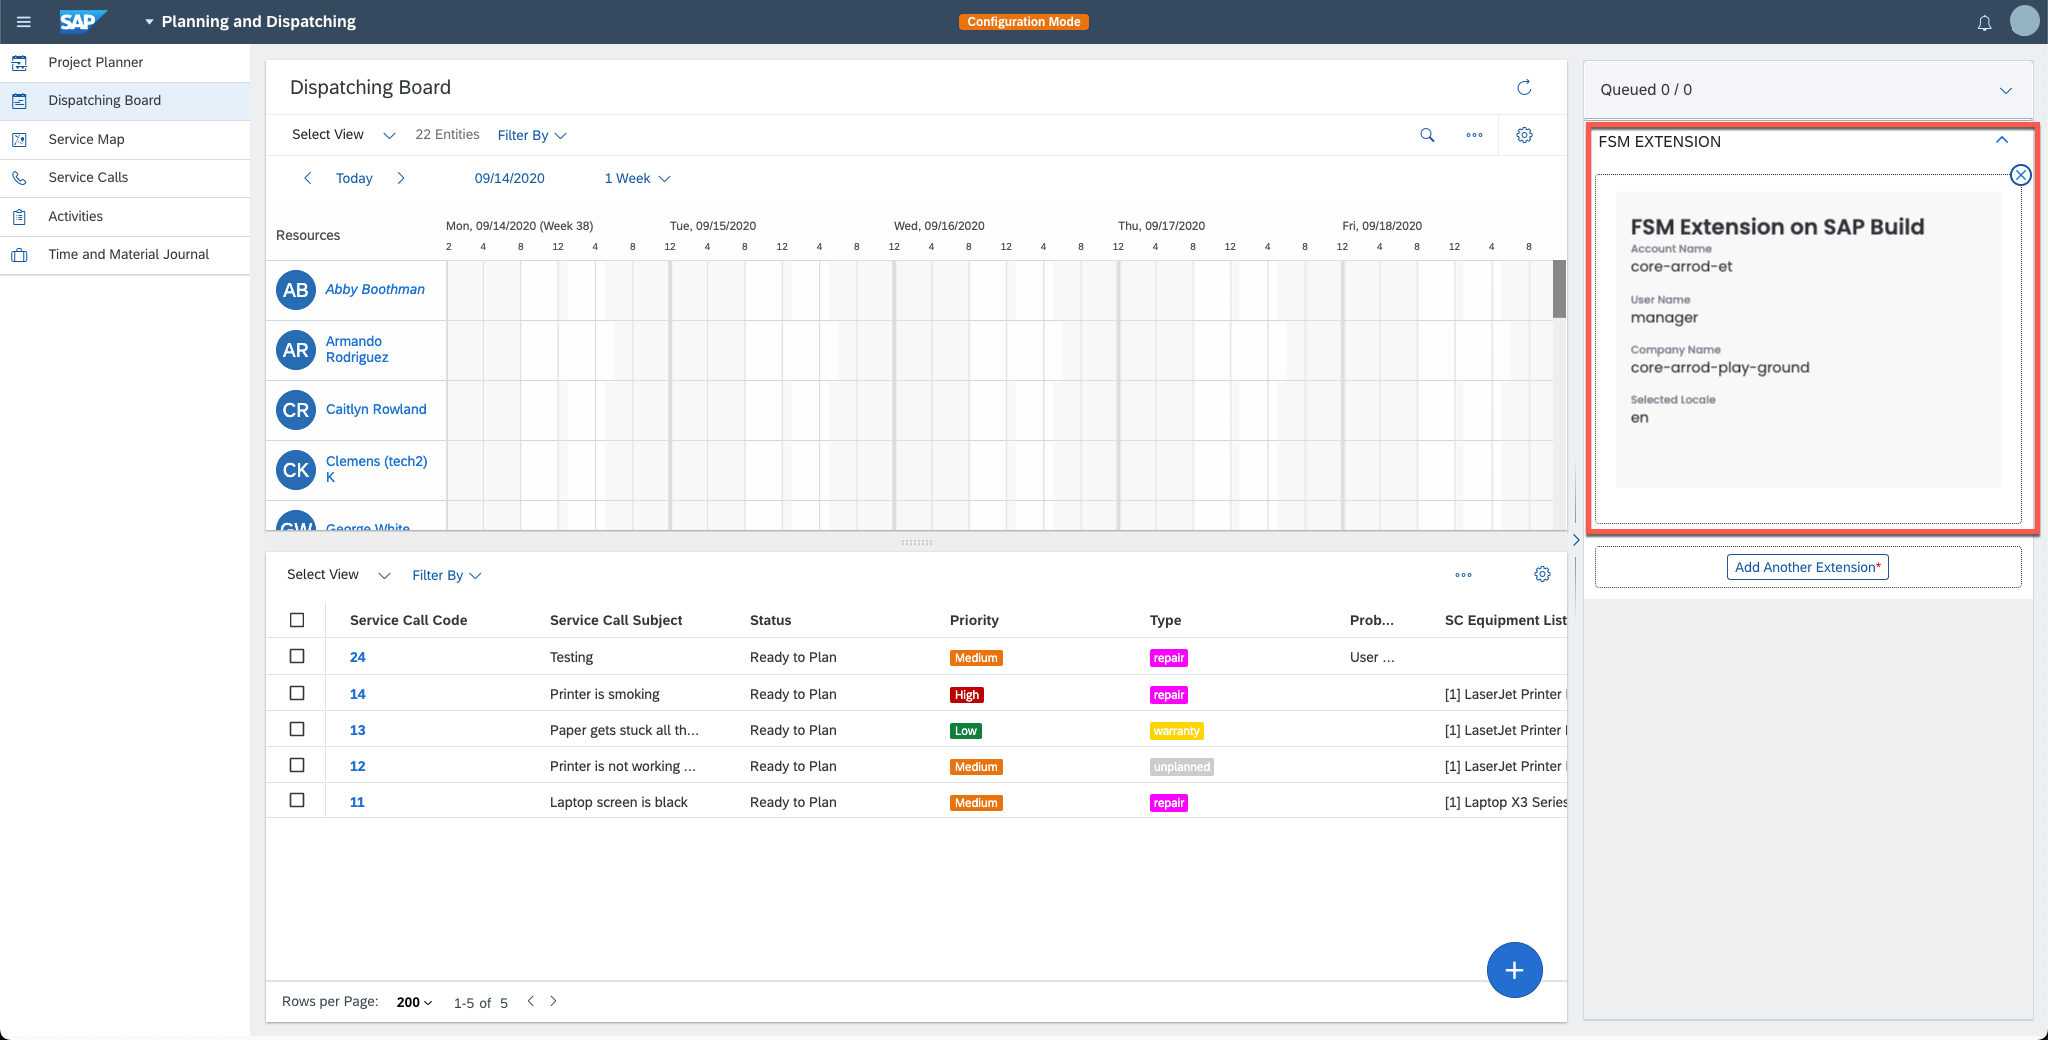 SAP
Planning and Dispatching
Configuration Mode
Project Planner
Dispatching Board
Service Map
Service Calls
Activities
Time and Material Journal
Dispatching Board
Select View
22 Entities
Filter By
Today
09/14/2020
1 Week
Resources
Mon, 09/14/2020 (Week 38)
Tue, 09/15/2020
Wed, 09/16/2020
Thu, 09/17/2020
Fri, 09/18/2020
2 4 8 12 4 8 12 4 8 12 4 8 12 4 8 12 4 8 12 4 8 12 4 8 12 4 8 12 4 8
AB Abby Boothman
AR Armando
Rodriguez
CR Caitlyn Rowland
CK Clemens (tech2)
K
GW George White
Queued 0 / 0
FSM EXTENSION
FSM Extension on SAP Build
Account Name
core-arrod-et
User Name
manager
Company Name
core-arrod-play-ground
Selected Locale
en
Add Another Extension*
Select View
Filter By
Service Call Code Service Call Subject Status Priority Type Prob... SC Equipment List
24 Testing Ready to Plan Medium repair User ...
14 Printer is smoking Ready to Plan High repair [1] LaserJet Printer
13 Paper gets stuck all th... Ready to Plan Low warranty [1] LasetJet Printer
12 Printer is not working ... Ready to Plan Medium unplanned [1] LaserJet Printer
11 Laptop screen is black Ready to Plan Medium repair [1] Laptop X3 Series
Rows per Page: 200 1-5 of 5